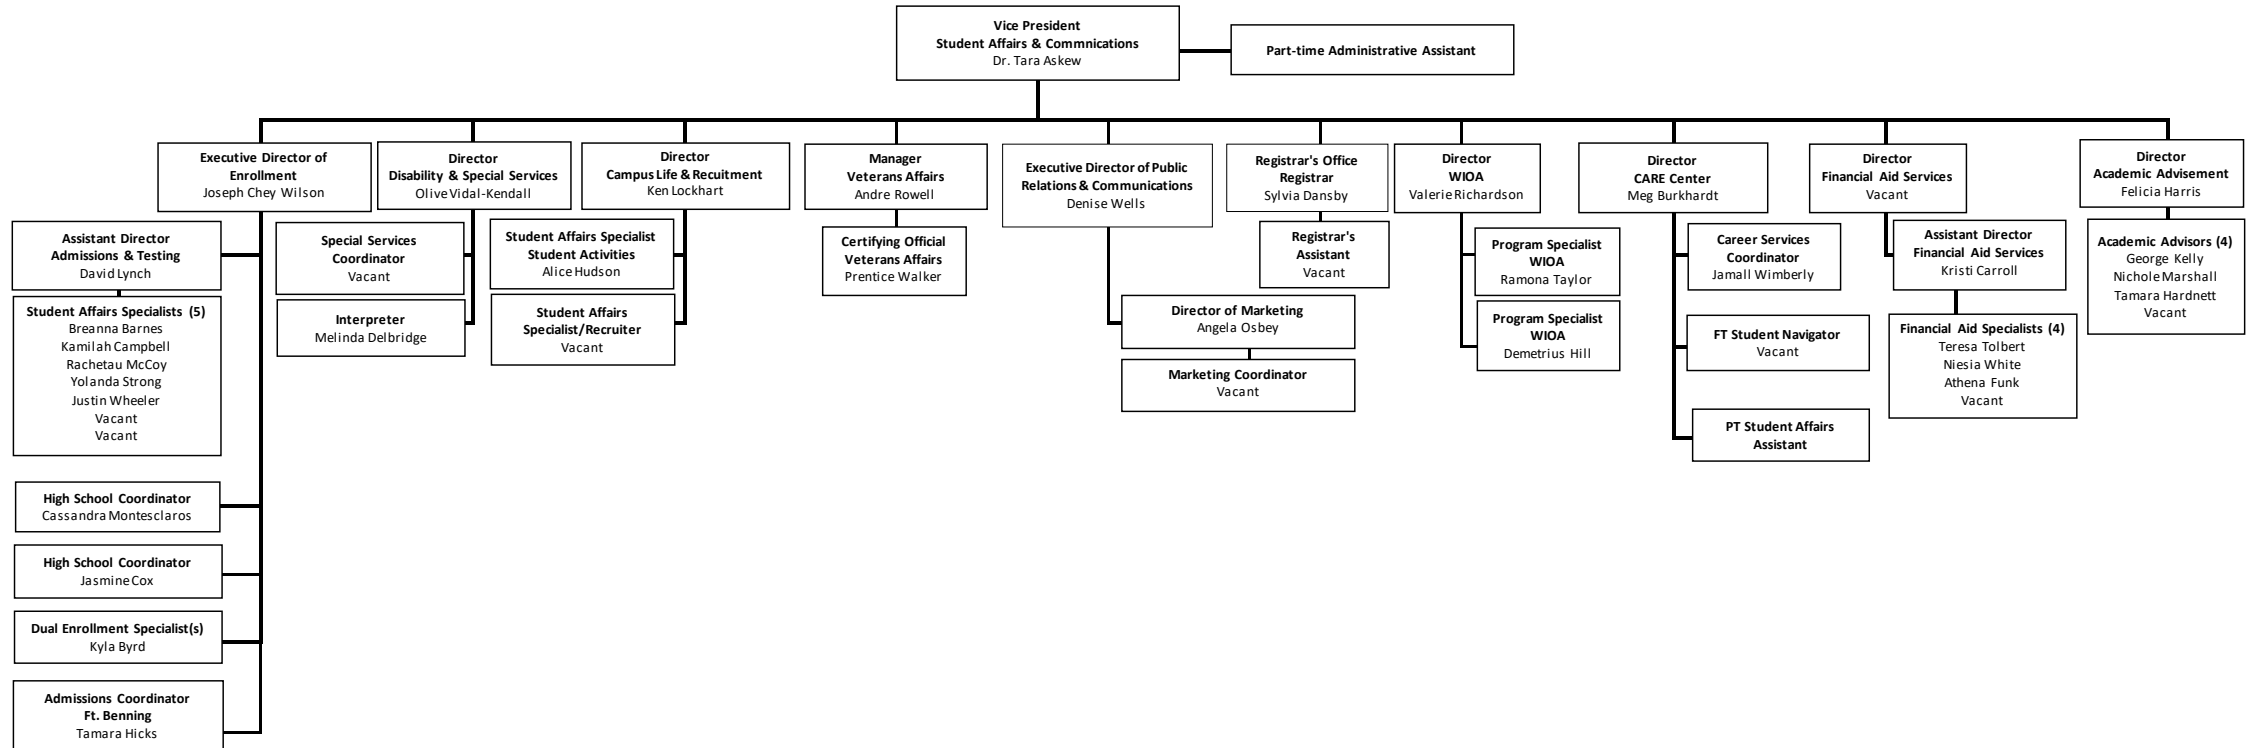 Vice President
Student Affairs & Commnications
Dr. Tara Askew
Part-time Administrative Assistant
Executive Director of
Enrollment
Joseph Chey Wilson
Director
Disability & Special Services
Olive Vidal-Kendall
Director
Campus Life & Recuitment
Ken Lockhart
Manager
Veterans Affairs
Andre Rowell
Executive Director of Public
Relations & Communications
Denise Wells
Registrar's Office
Registrar
Sylvia Dansby
Director
WIOA
Valerie Richardson
Director
CARE Center
Meg Burkhardt
Director
Financial Aid Services
Vacant
Director
Academic Advisement
Felicia Harris
Assistant Director
Admissions & Testing
David Lynch
Student Affairs Specialists (5)
Breanna Barnes
Kamilah Campbell
Rachetau McCoy
Yolanda Strong
Justin Wheeler
Vacant
Vacant
High School Coordinator
Cassandra Montesclaros
High School Coordinator
Jasmine Cox
Dual Enrollment Specialist(s)
Kyla Byrd
Admissions Coordinator
Ft. Benning
Tamara Hicks
Special Services
Coordinator
Vacant
Interpreter
Melinda Delbridge
Student Affairs Specialist
Student Activities
Alice Hudson
Student Affairs
Specialist/Recruiter
Vacant
Certifying Official
Veterans Affairs
Prentice Walker
Director of Marketing
Angela Osbey
Marketing Coordinator
Vacant
Registrar's
Assistant
Vacant
Program Specialist
WIOA
Ramona Taylor
Program Specialist
WIOA
Demetrius Hill
Career Services
Coordinator
Jamall Wimberly
FT Student Navigator
Vacant
PT Student Affairs
Assistant
Assistant Director
Financial Aid Services
Kristi Carroll
Financial Aid Specialists (4)
Teresa Tolbert
Niesia White
Athena Funk
Vacant
Academic Advisors (4)
George Kelly
Nichole Marshall
Tamara Hardnett
Vacant